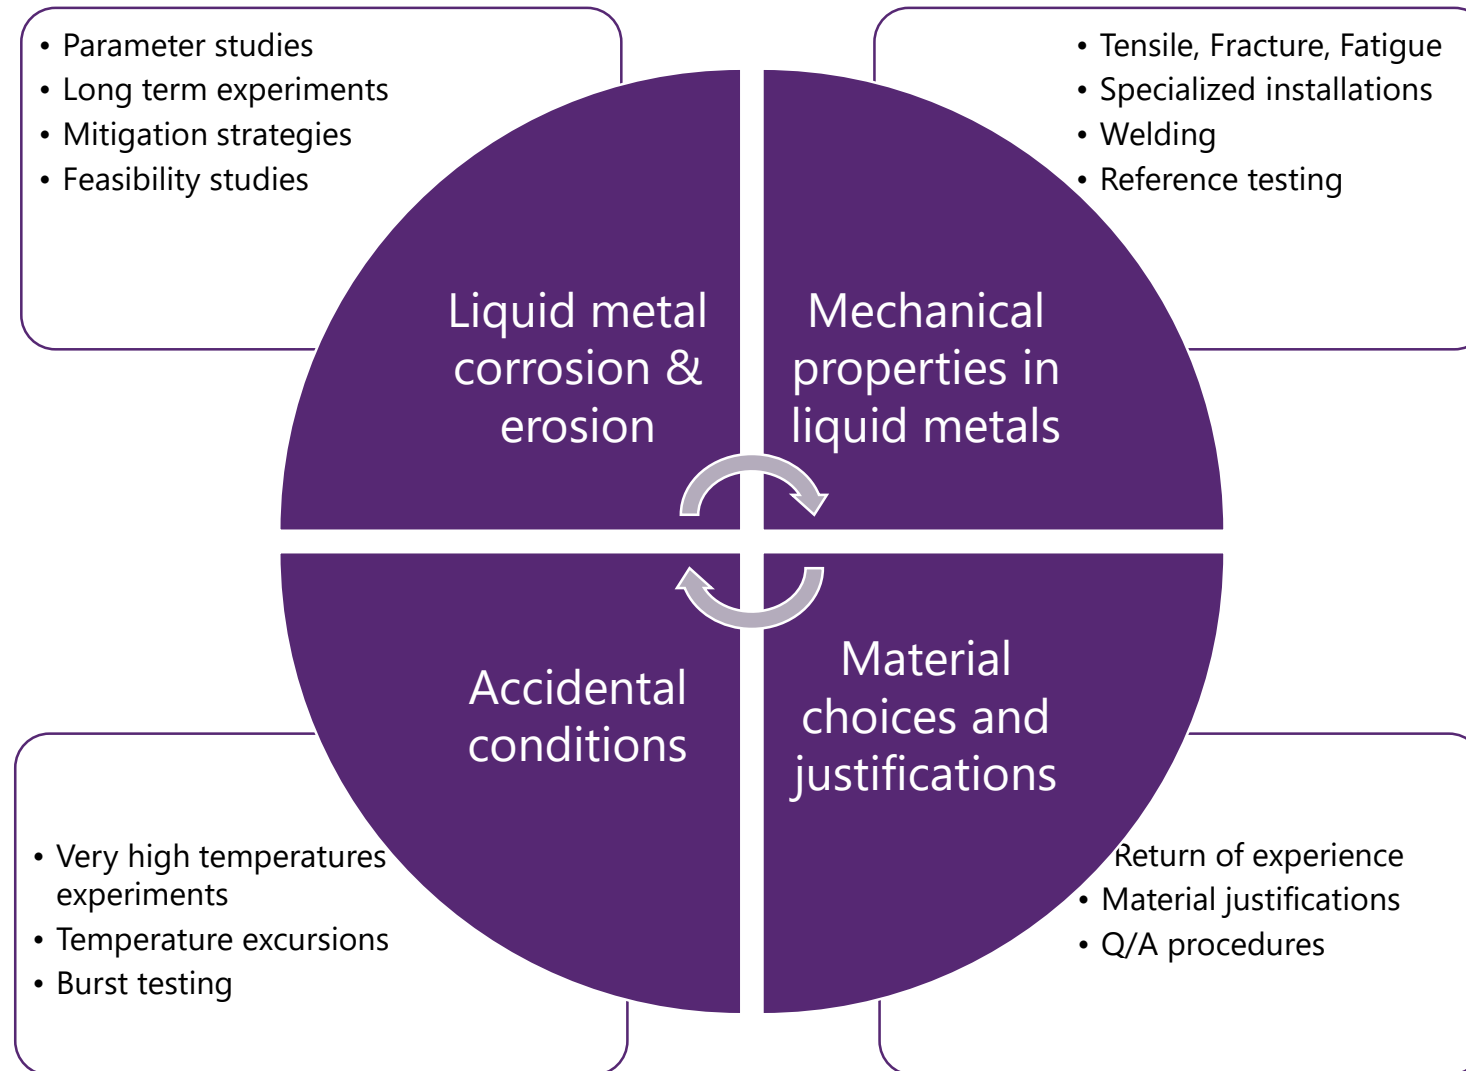 • Parameter studies
• Long term experiments
• Mitigation strategies
• Feasibility studies
• Tensile, Fracture, Fatigue
• Specialized installations
• Welding
• Reference testing
Liquid metal
corrosion &
erosion
Mechanical
properties in
liquid metals
Accidental
conditions
Material
choices and
justifications
• Very high temperatures
experiments
• Temperature excursions
• Burst testing
Return of experience
• Material justifications
• Q/A procedures